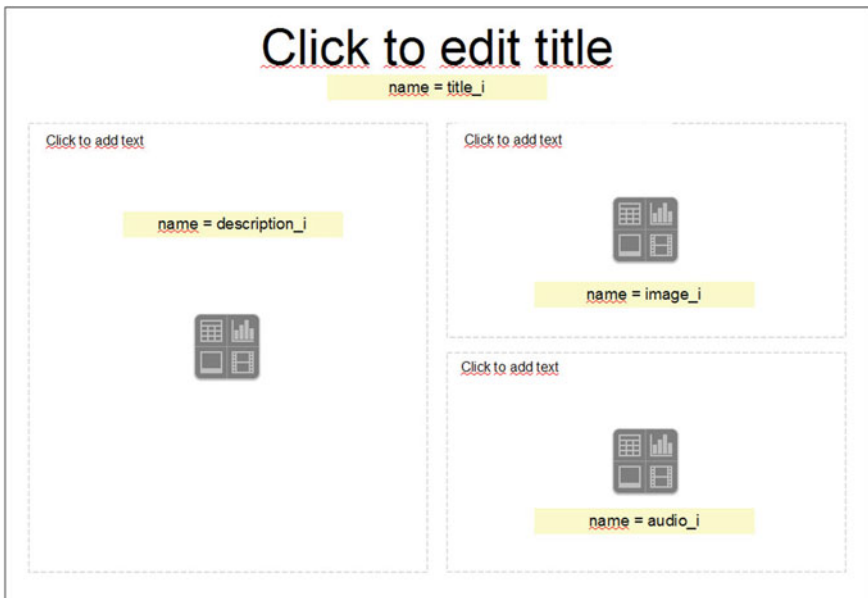 Click to edit title
name = title_i
Click to add text
name = description_i
Click to add text
name = image_i
Click to add text
name = audio_i